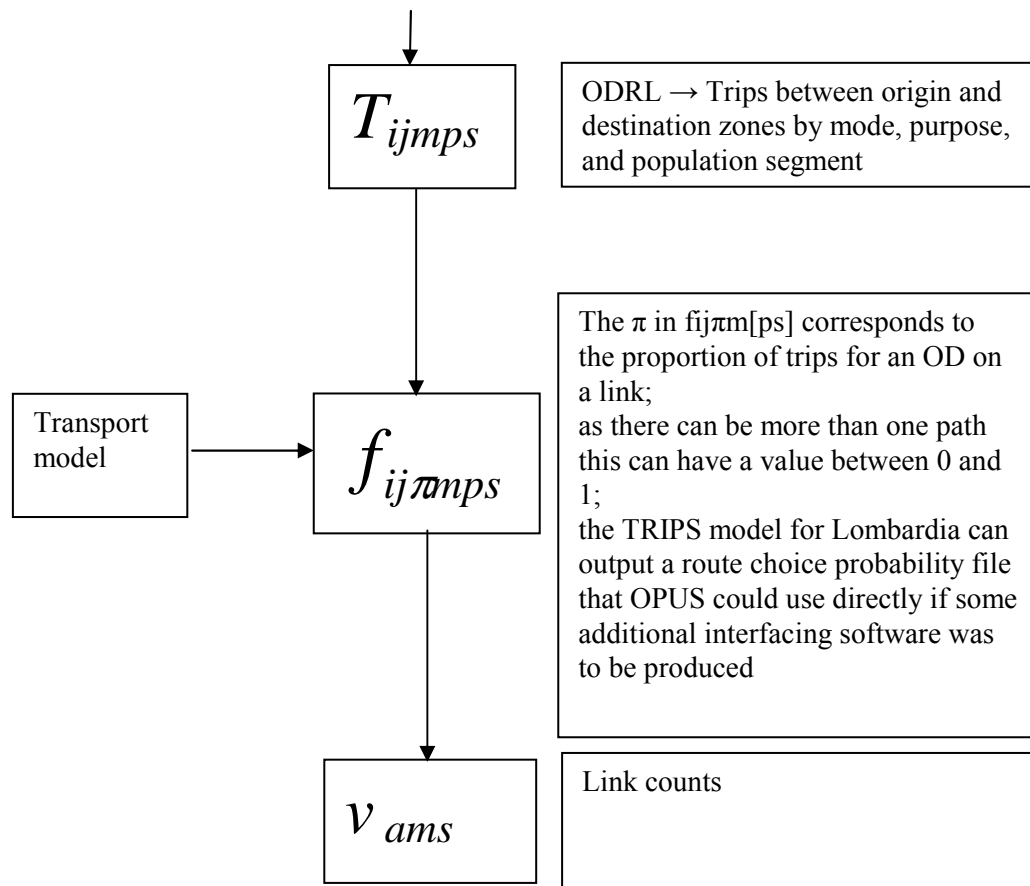 T ijmps
ODRL → Trips between origin and
destination zones by mode, purpose,
and population segment
The π in fijπm[ps] corresponds to
the proportion of trips for an OD on
a link;
as there can be more than one path
this can have a value between 0 and
1;
the TRIPS model for Lombardia can
output a route choice probability file
that OPUS could use directly if some
additional interfacing software was
to be produced
Transport
model
f ijπmps
v ams
Link counts